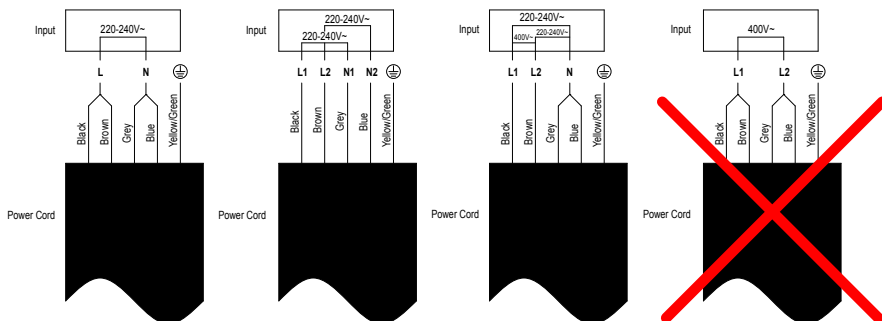 Input
220-240V~
L N
Black
Brown
Grey
Blue
Yellow/Green
Power Cord
Input
220-240V~
220-240V~
L1 L2 N1 N2
Black
Brown
Grey
Blue
Yellow/Green
Power Cord
Input
220-240V~
400V~ 220-240V~
L1 L2 N
Black
Brown
Grey
Blue
Yellow/Green
Power Cord
Input
400V~
L1 L2
Black
Brown
Grey
Blue
Yellow/Green
Power Cord